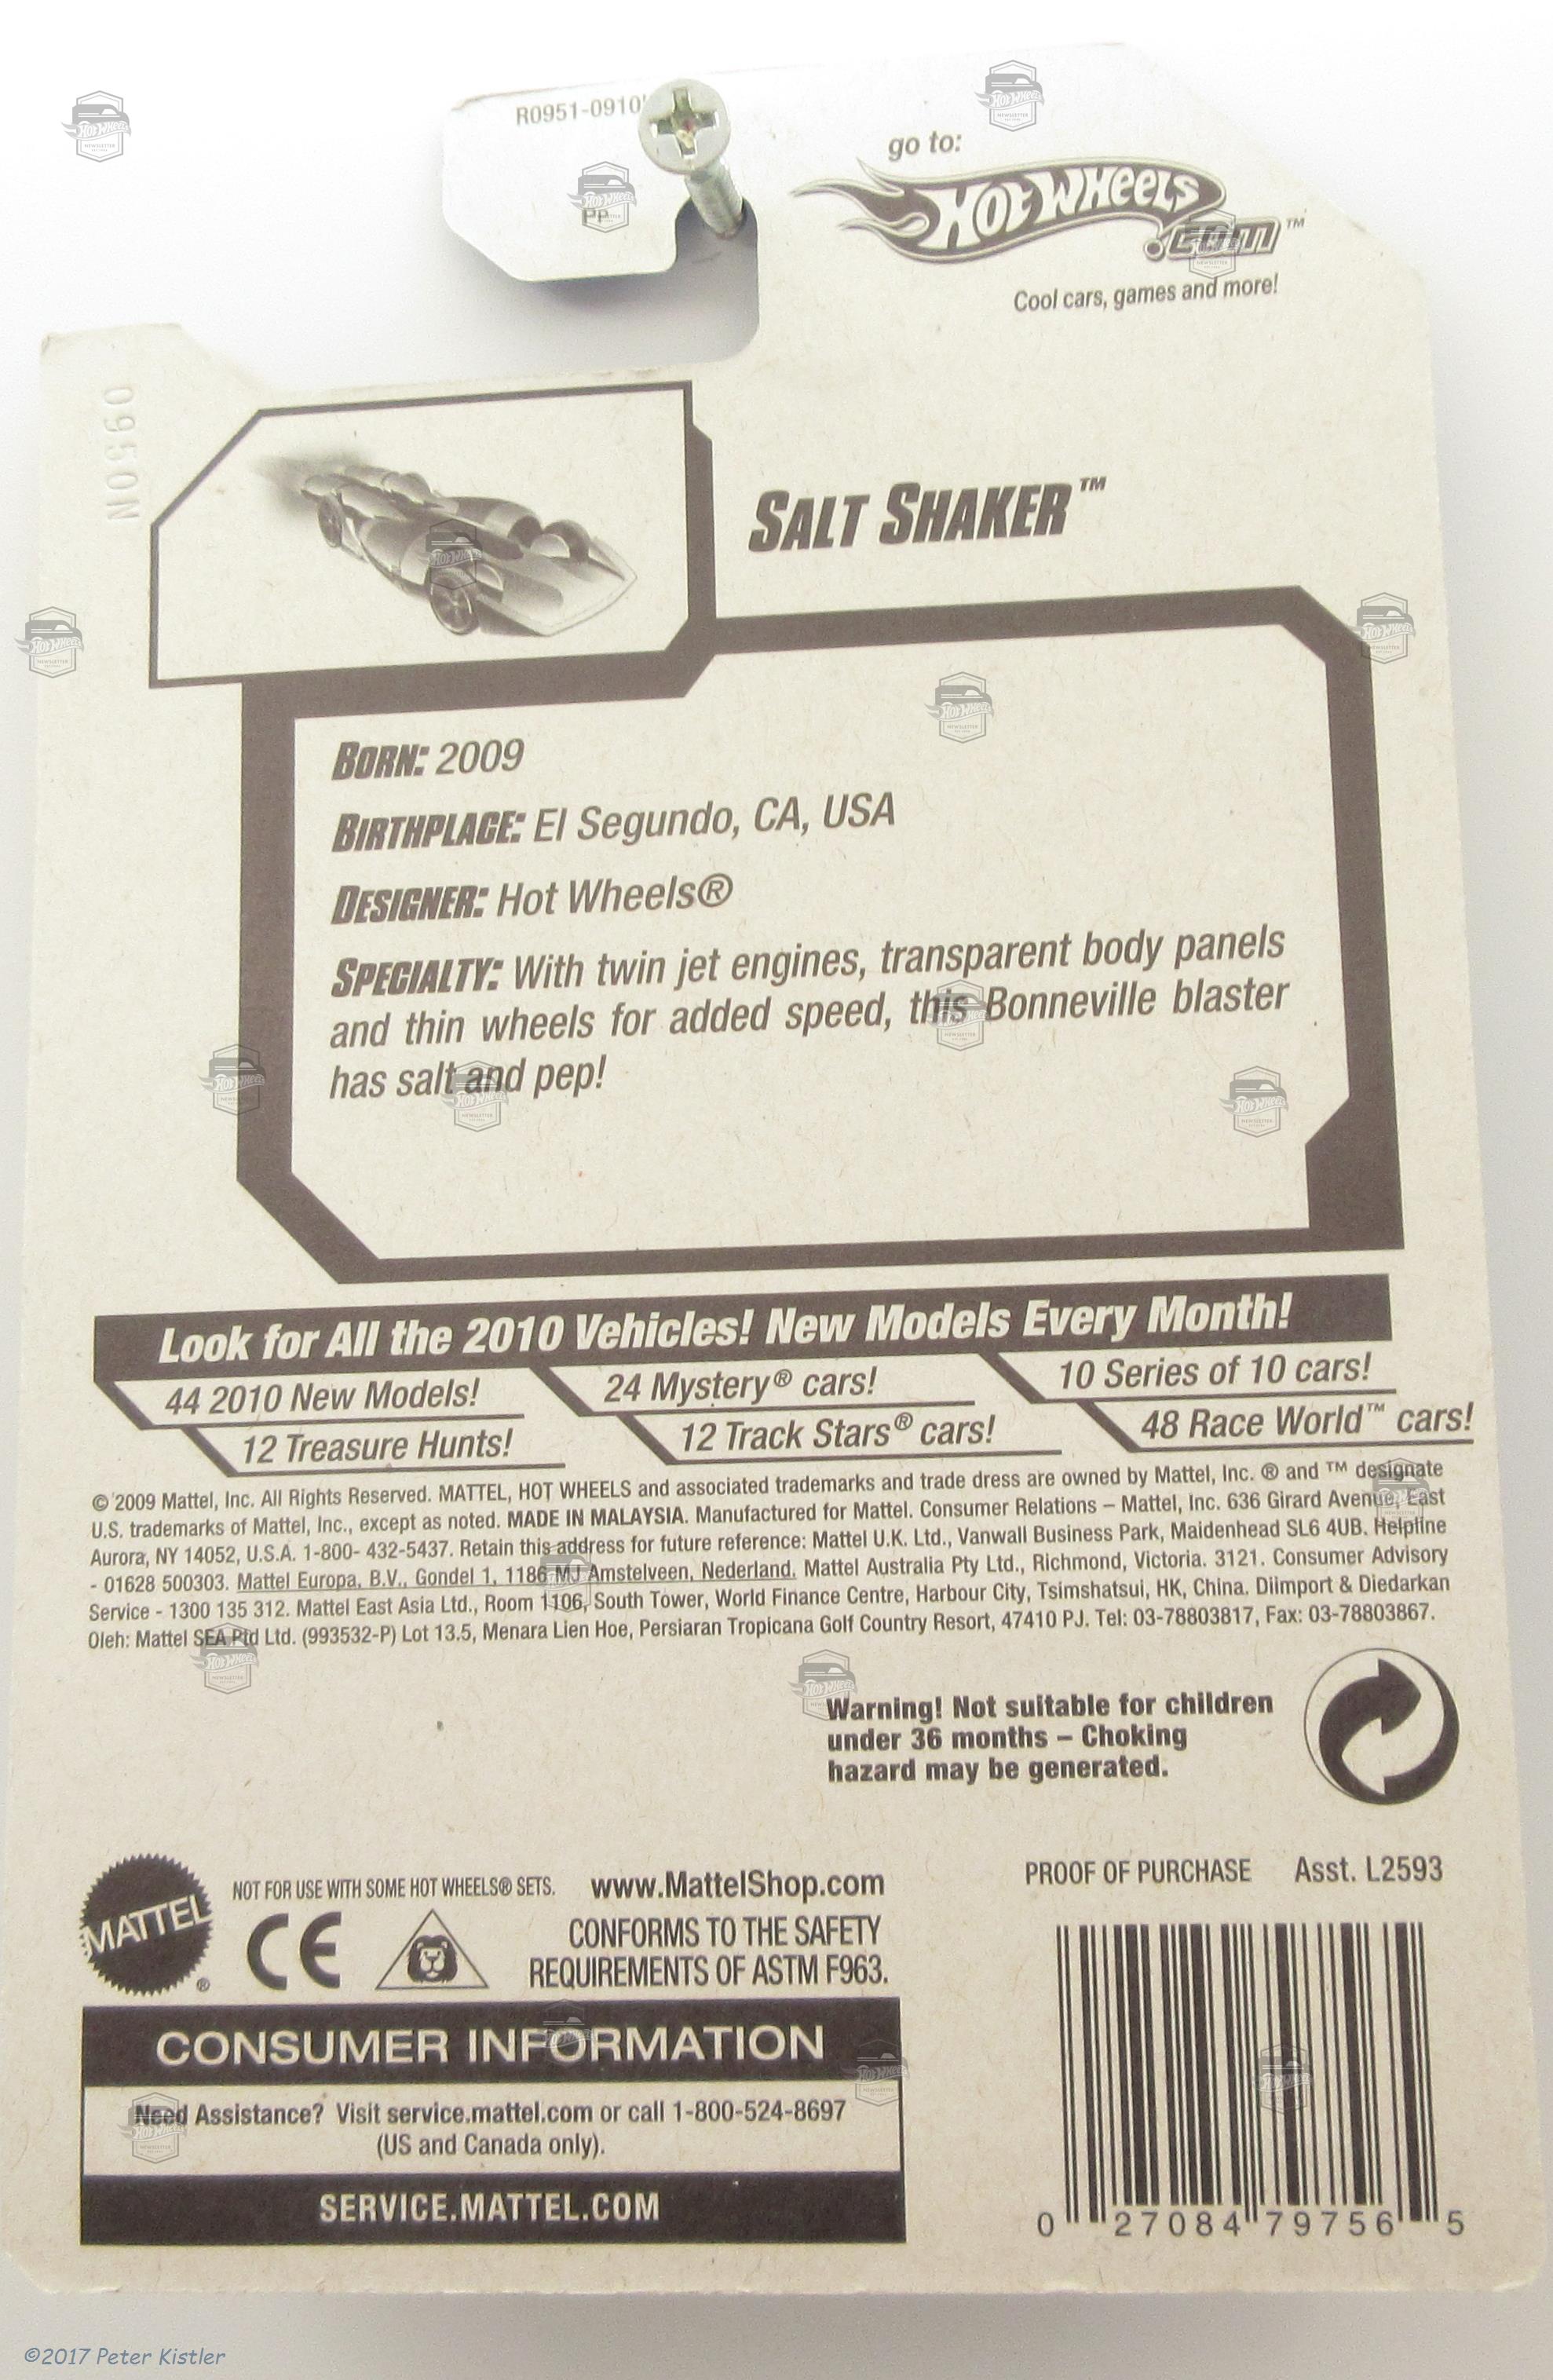 R0951-0910
PP
go to:
Hot Wheels
.com™
Cool cars, games and more!
0950N
SALT SHAKER™
BORN: 2009
BIRTHPLACE: El Segundo, CA, USA
DESIGNER: Hot Wheels®
SPECIALTY: With twin jet engines, transparent body panels
and thin wheels for added speed, this Bonneville blaster
has salt and pep!
Look for All the 2010 Vehicles! New Models Every Month!
44 2010 New Models! 24 Mystery® cars! 10 Series of 10 cars!
12 Treasure Hunts! 12 Track Stars® cars! 48 Race World™ cars!
© 2009 Mattel, Inc. All Rights Reserved. MATTEL, HOT WHEELS and associated trademarks and trade dress are owned by Mattel, Inc. ® and ™ designate
U.S. trademarks of Mattel, Inc., except as noted. MADE IN MALAYSIA. Manufactured for Mattel. Consumer Relations – Mattel, Inc. 636 Girard Avenue, East
Aurora, NY 14052, U.S.A. 1-800- 432-5437. Retain this address for future reference: Mattel U.K. Ltd., Vanwall Business Park, Maidenhead SL6 4UB. Helpline
- 01628 500303. Mattel Europa, B.V., Gondel 1, 1186 MJ Amstelveen, Nederland. Mattel Australia Pty Ltd., Richmond, Victoria. 3121. Consumer Advisory
Service - 1300 135 312. Mattel East Asia Ltd., Room 1106, South Tower, World Finance Centre, Harbour City, Tsimshatsui, HK, China. Diimport & Diedarkan
Oleh: Mattel SEA Ptd Ltd. (993532-P) Lot 13.5, Menara Lien Hoe, Persiaran Tropicana Golf Country Resort, 47410 PJ. Tel: 03-78803817, Fax: 03-78803867.
Warning! Not suitable for children
under 36 months – Choking
hazard may be generated.
MATTEL®
NOT FOR USE WITH SOME HOT WHEELS® SETS. www.MattelShop.com
CE
CONFORMS TO THE SAFETY
REQUIREMENTS OF ASTM F963.
PROOF OF PURCHASE Asst. L2593
CONSUMER INFORMATION
Need Assistance? Visit service.mattel.com or call 1-800-524-8697
(US and Canada only).
SERVICE.MATTEL.COM
0 27084 79756 5
©2017 Peter Kistler